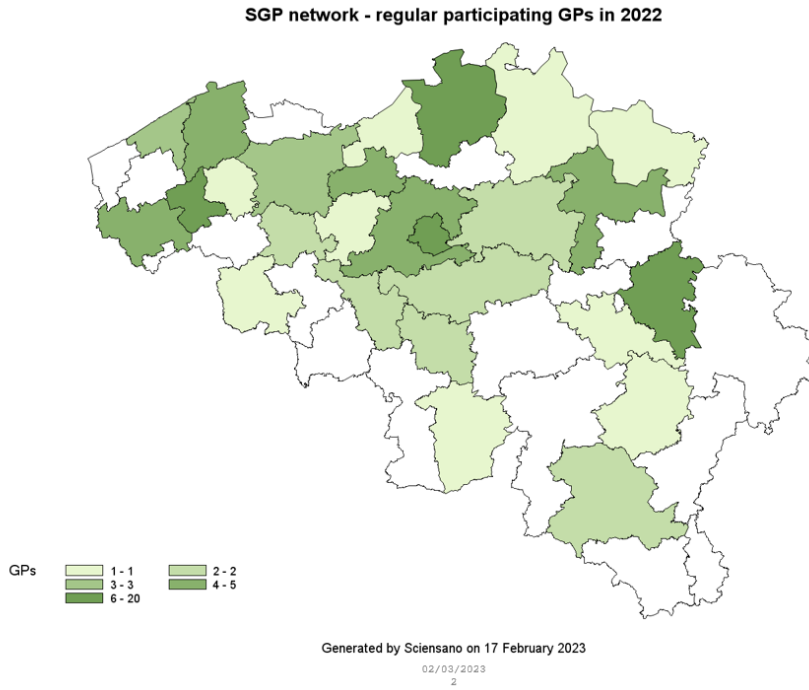 SGP network - regular participating GPs in 2022
GPs
1 - 1
2 - 2
3 - 3
4 - 5
6 - 20
Generated by Sciensano on 17 February 2023
02/03/2023
2